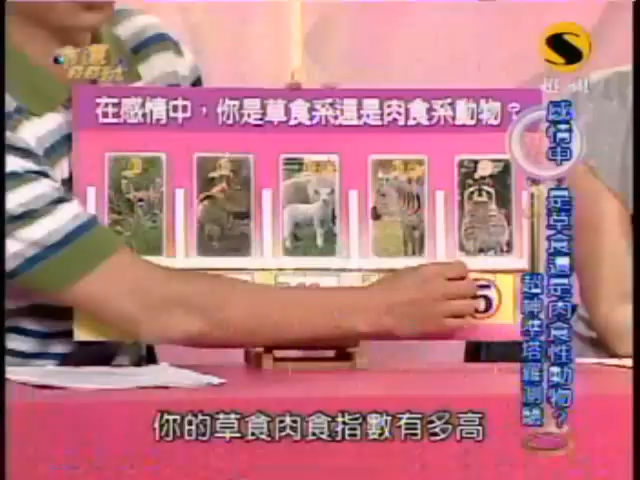 在感情中，你是草食系還是肉食系動物？
感情中，是草食還是肉食性動物？
超神準塔羅測驗
5
你的草食肉食指數有多高